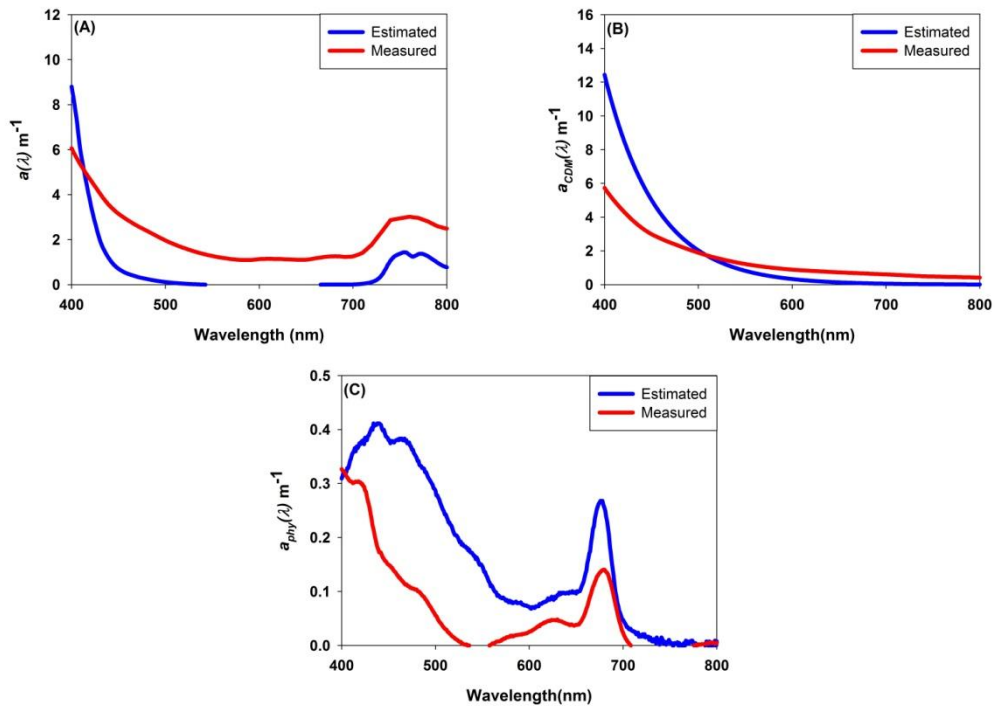 (A)
Estimated
Measured
12
10
8
6
4
2
0
a(λ) m-1
400 500 600 700 800
Wavelength (nm)
(B)
Estimated
Measured
16
14
12
10
8
6
4
2
0
aCDM(λ) m-1
400 500 600 700 800
Wavelength(nm)
(C)
Estimated
Measured
0.5
0.4
0.3
0.2
0.1
0.0
aphy(λ) m-1
400 500 600 700 800
Wavelength(nm)